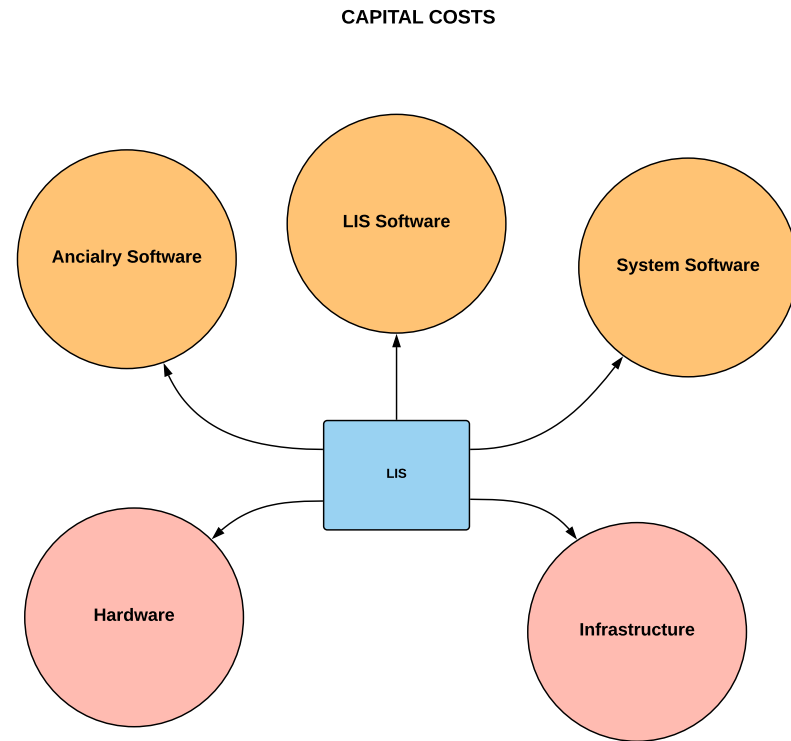 CAPITAL COSTS
LIS Software
Ancialry Software
System Software
LIS
Hardware
Infrastructure